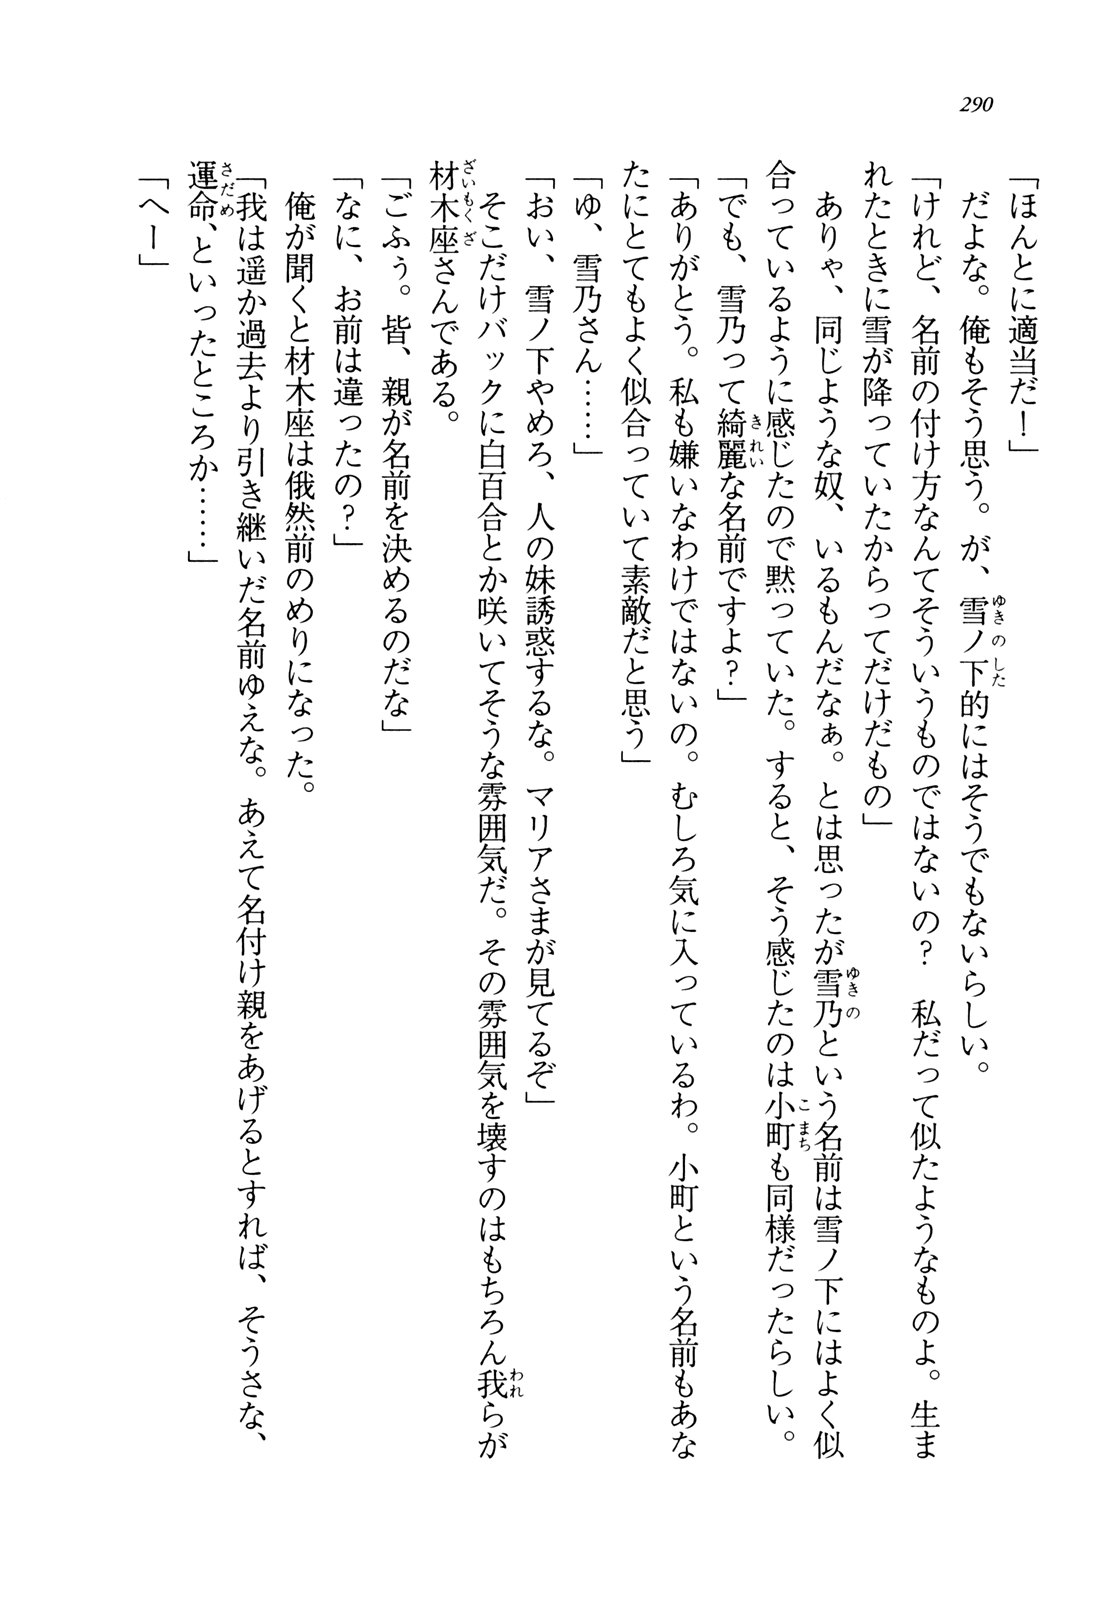 290
「ほんとに適当だ！」
　だよな。俺もそう思う。が、雪ノ下的にはそうでもないらしい。
「けれど、名前の付け方なんてそういうものではないの？　私だって似たようなものよ。生ま
れたときに雪が降っていたからってだけだもの」
　ありゃ、同じような奴、いるもんだなぁ。とは思ったが雪乃という名前は雪ノ下にはよく似
合っているように感じたので黙っていた。すると、そう感じたのは小町も同様だったらしい。
「でも、雪乃って綺麗な名前ですよ？」
「ありがとう。私も嫌いなわけではないの。むしろ気に入っているわ。小町という名前もあな
たにとてもよく似合っていて素敵だと思う」
「ゆ、雪乃さん……」
「おい、雪ノ下やめろ、人の妹誘惑するな。マリアさまが見てるぞ」
　そこだけバックに白百合とか咲いてそうな雰囲気だ。その雰囲気を壊すのはもちろん我らが
材木座さんである。
「ごふぅ。皆、親が名前を決めるのだな」
「なに、お前は違ったの？」
　俺が聞くと材木座は俄然前のめりになった。
「我は遥か過去より引き継いだ名前ゆえな。あえて名付け親をあげるとすれば、そうさな、
運命、といったところか……」
「へー」